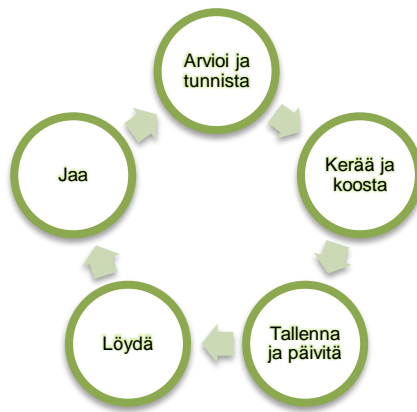 Arvioi ja
tunnista
Kerää ja
koosta
Tallenna
ja päivitä
Löydä
Jaa